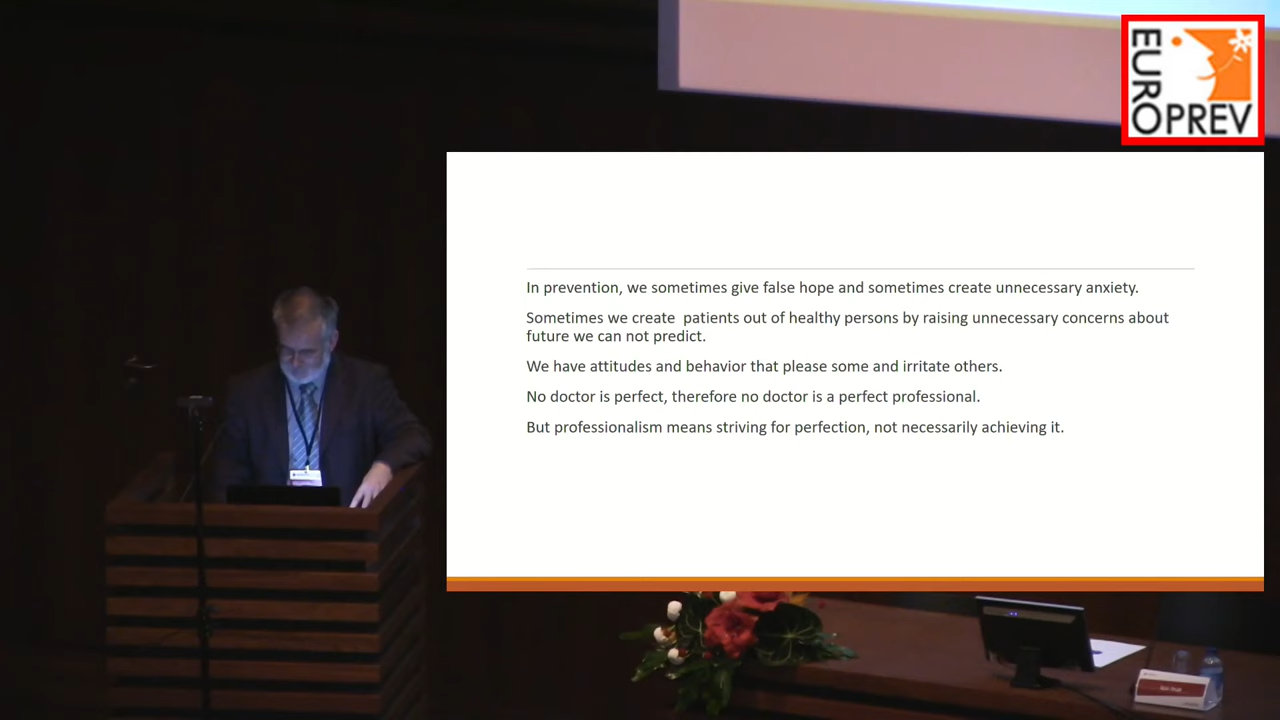 EURO
PREV
In prevention, we sometimes give false hope and sometimes create unnecessary anxiety.
Sometimes we create  patients out of healthy persons by raising unnecessary concerns about
future we can not predict.
We have attitudes and behavior that please some and irritate others.
No doctor is perfect, therefore no doctor is a perfect professional.
But professionalism means striving for perfection, not necessarily achieving it.